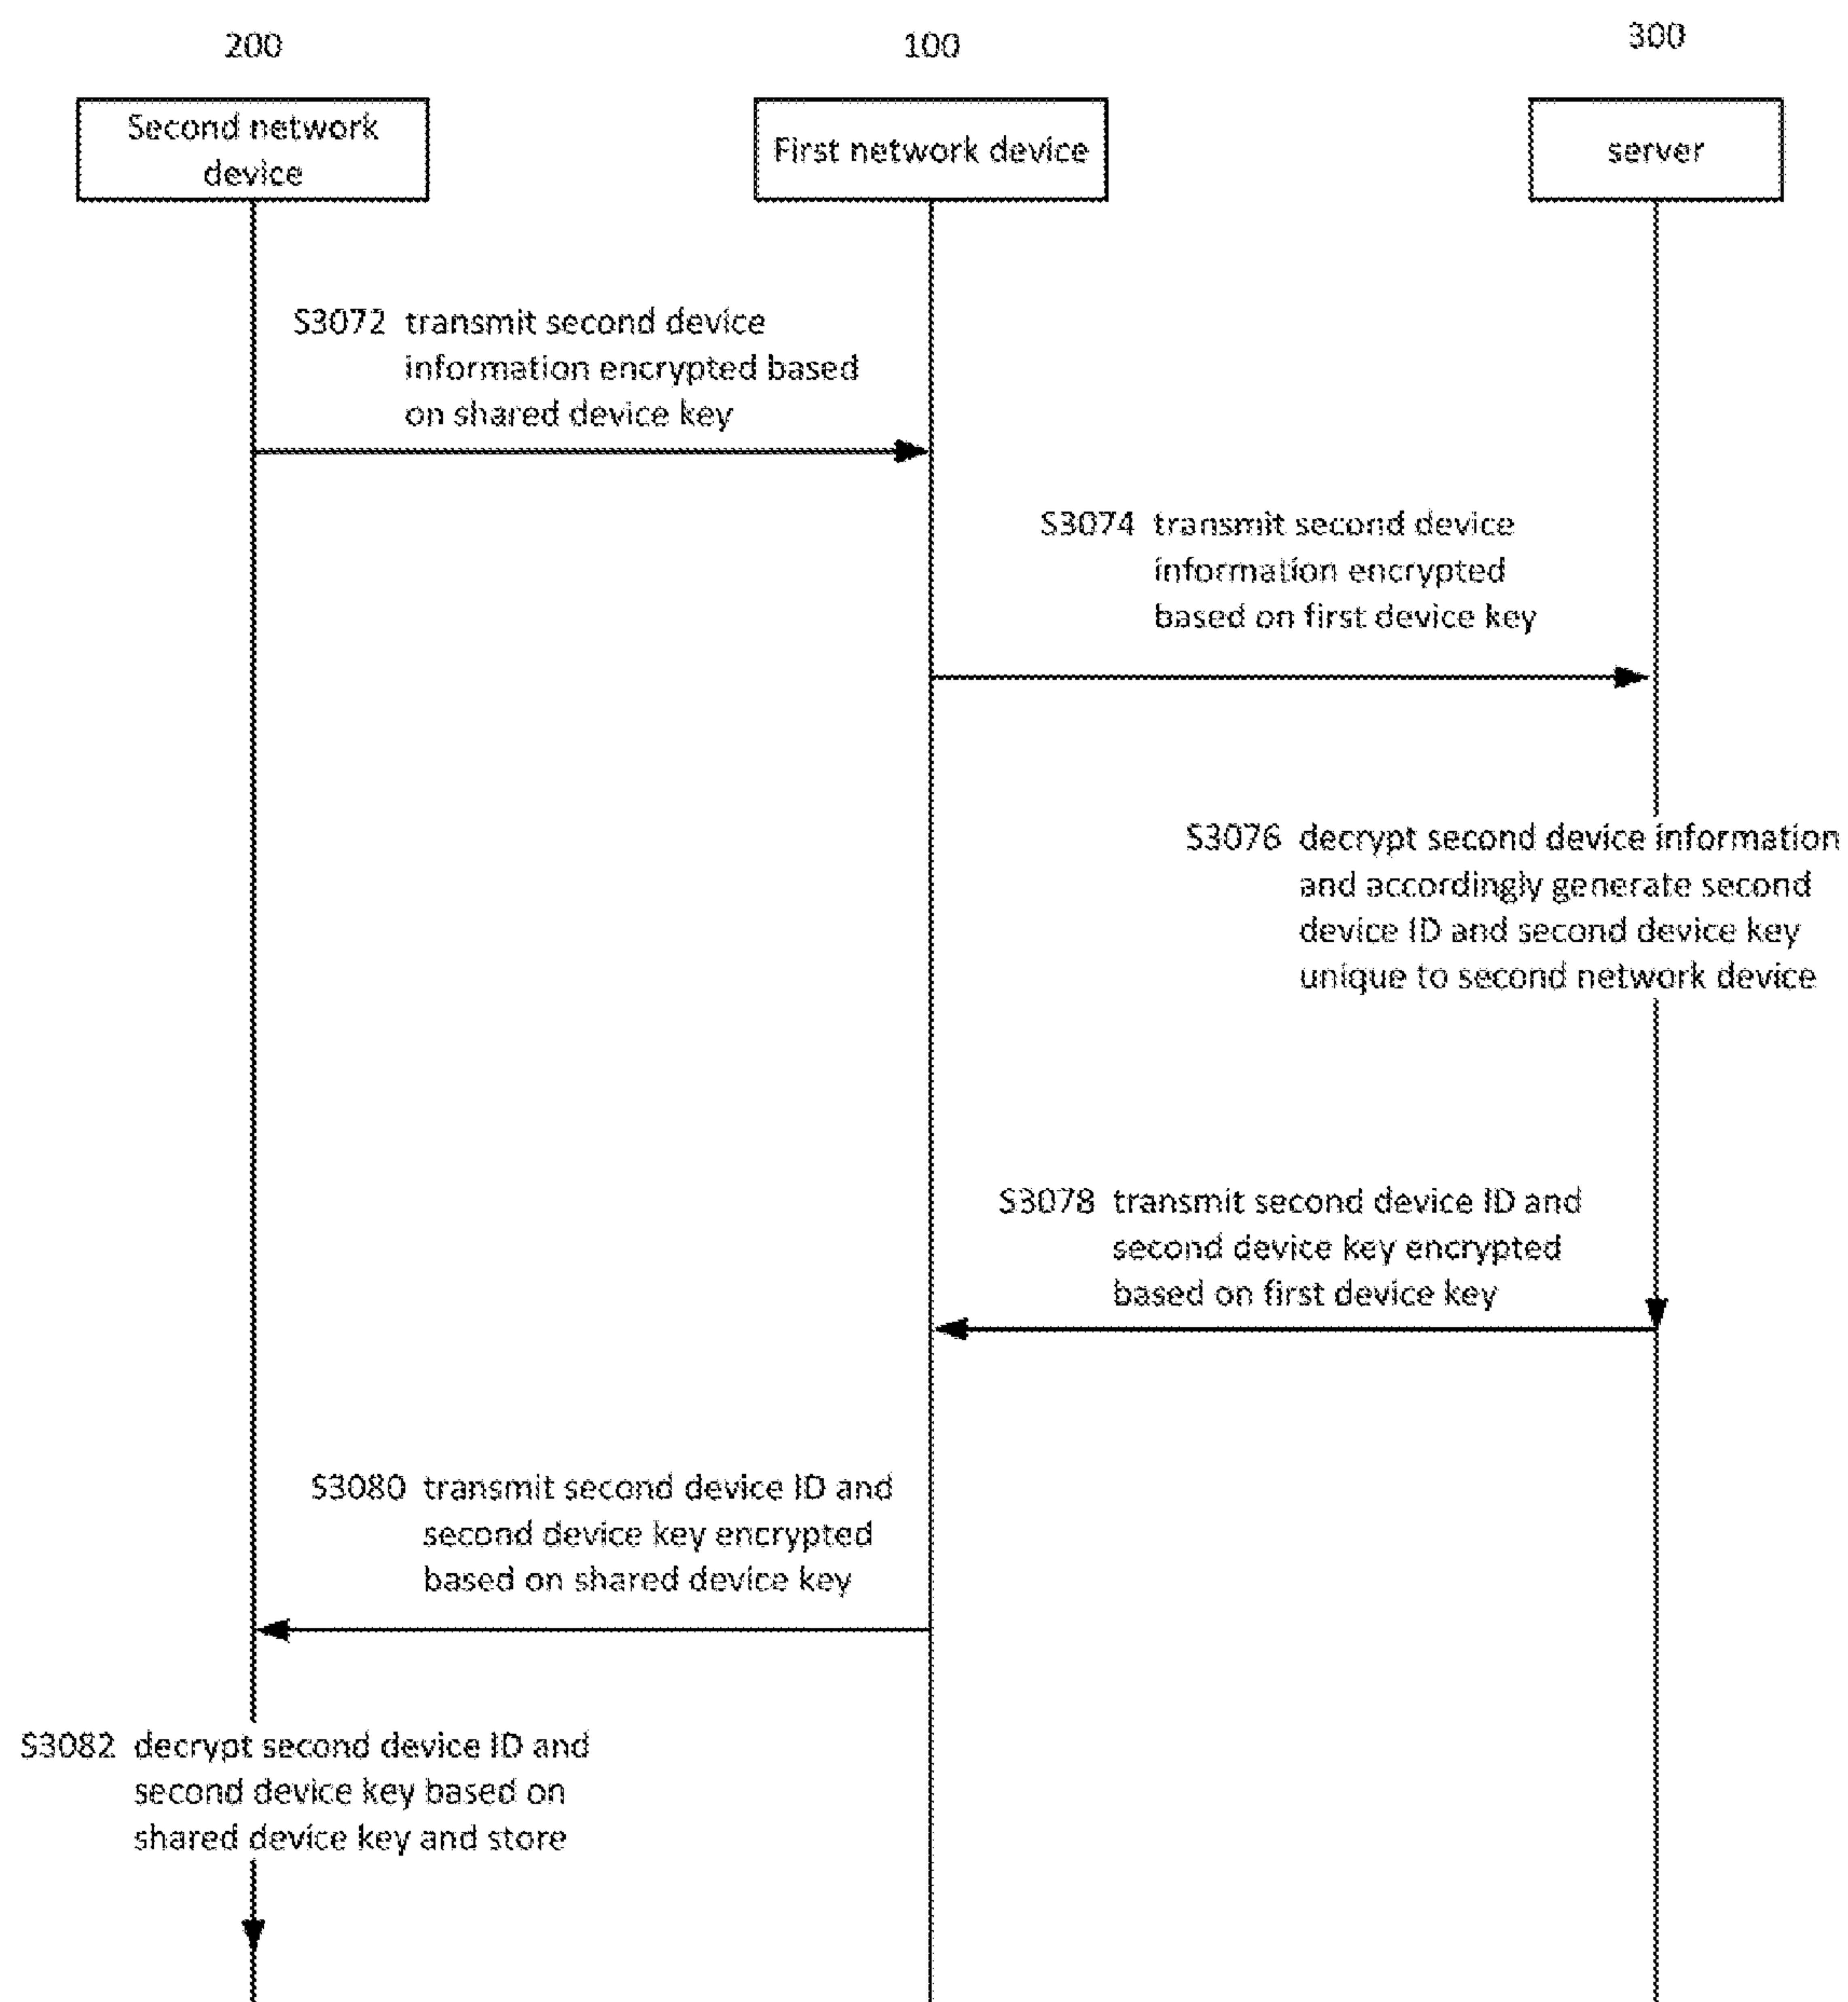 200
100
300
Second network
device
First network device
server
S3072 transmit second device
information encrypted based
on shared device key
S3074 transmit second device
information encrypted
based on first device key
S3076 decrypt second device information
and accordingly generate second
device ID and second device key
unique to second network device
S3078 transmit second device ID and
second device key encrypted
based on first device key
S3080 transmit second device ID and
second device key encrypted
based on shared device key
S3082 decrypt second device ID and
second device key based on
shared device key and store